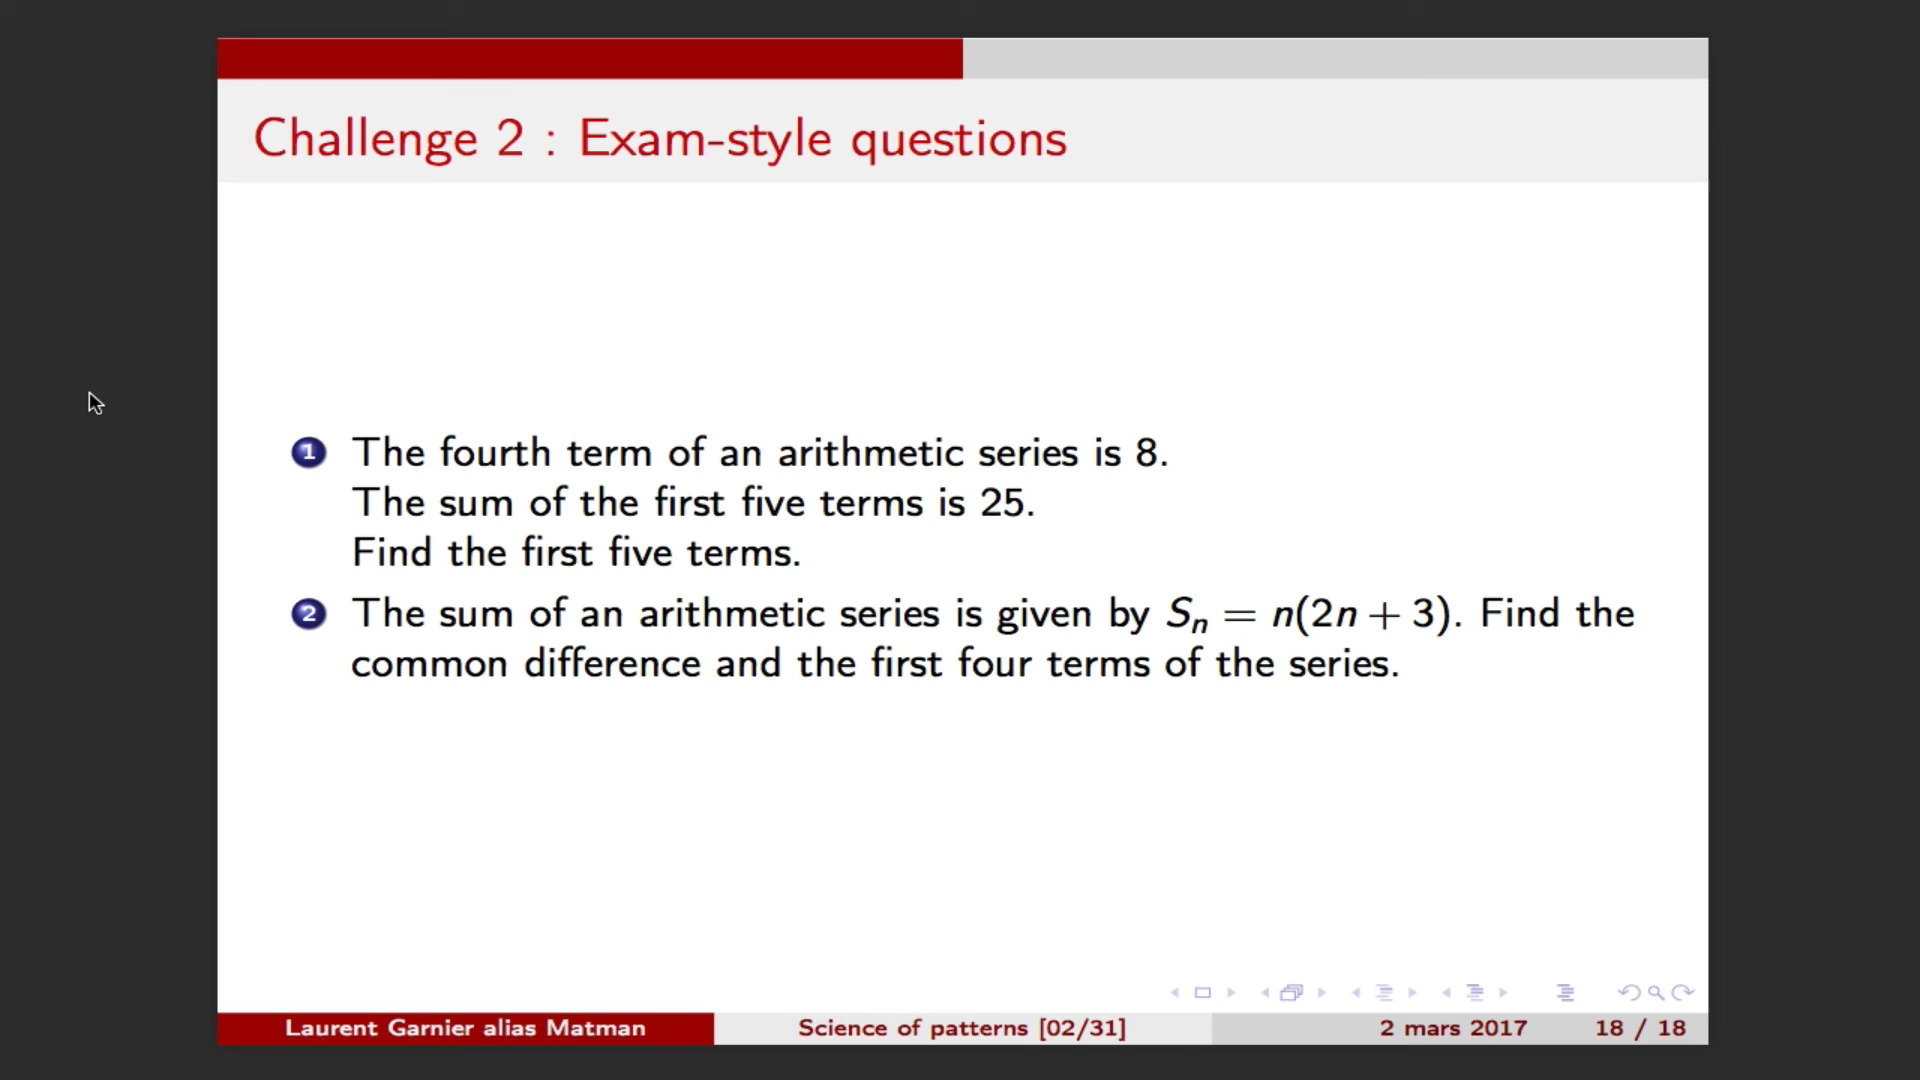 Challenge 2 : Exam-style questions
1 The fourth term of an arithmetic series is 8.
The sum of the first five terms is 25.
Find the first five terms.
2 The sum of an arithmetic series is given by Sₙ = n(2n + 3). Find the
common difference and the first four terms of the series.
Laurent Garnier alias Matman Science of patterns [02/31] 2 mars 2017 18 / 18